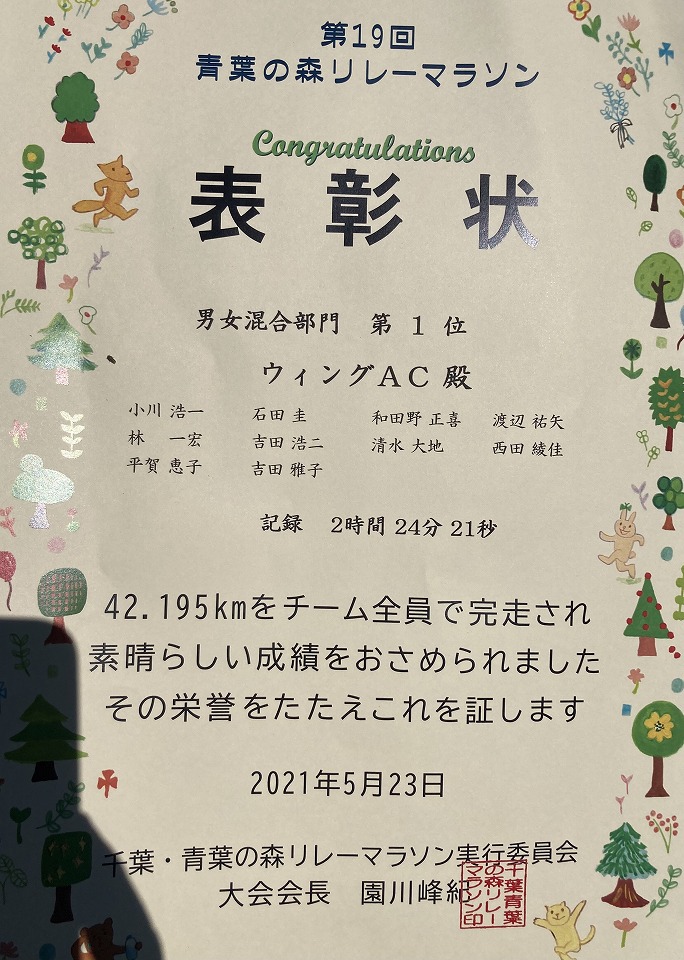 第19回
青葉の森リレーマラソン
Congratulations
表彰状
男女混合部門 第 1 位
ウィングAC 殿
小川 浩一 石田 圭 和田野 正喜 渡辺 祐矢
林 一宏 吉田 浩二 清水 大地 西田 綾佳
平賀 恵子 吉田 雅子
記録 2時間 24分 21秒
42.195kmをチーム全員で完走され
素晴らしい成績をおさめられました
その栄誉をたたえこれを証します
2021年5月23日
千葉・青葉の森リレーマラソン実行委員会
大会会長 園川峰紀
千葉青葉
の森リレー
マラソン印